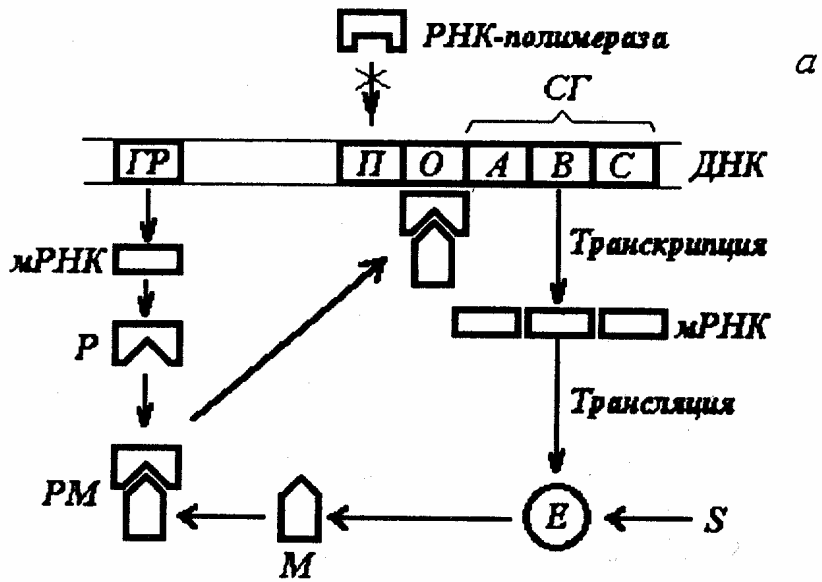 РНК-полимераза
а
СГ
ГР
П
О
А
В
С
ДНК
Транскрипция
мРНК
мРНК
Р
Трансляция
РМ
М
Е
S